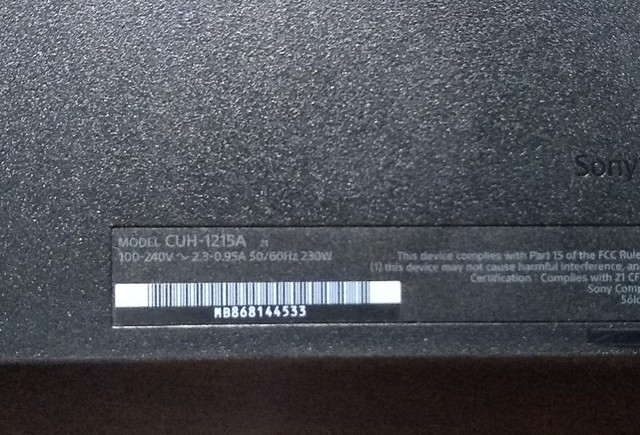 Sony
MODEL CUH-1215A
100-240V ~ 2.3-0.95A 50/60Hz 230W
This device complies with Part 15 of the FCC Rule
(1) this device may not cause harmful interference, an
Certification : Complies with 21 CF
Sony Comp
Sólo
MB868144533